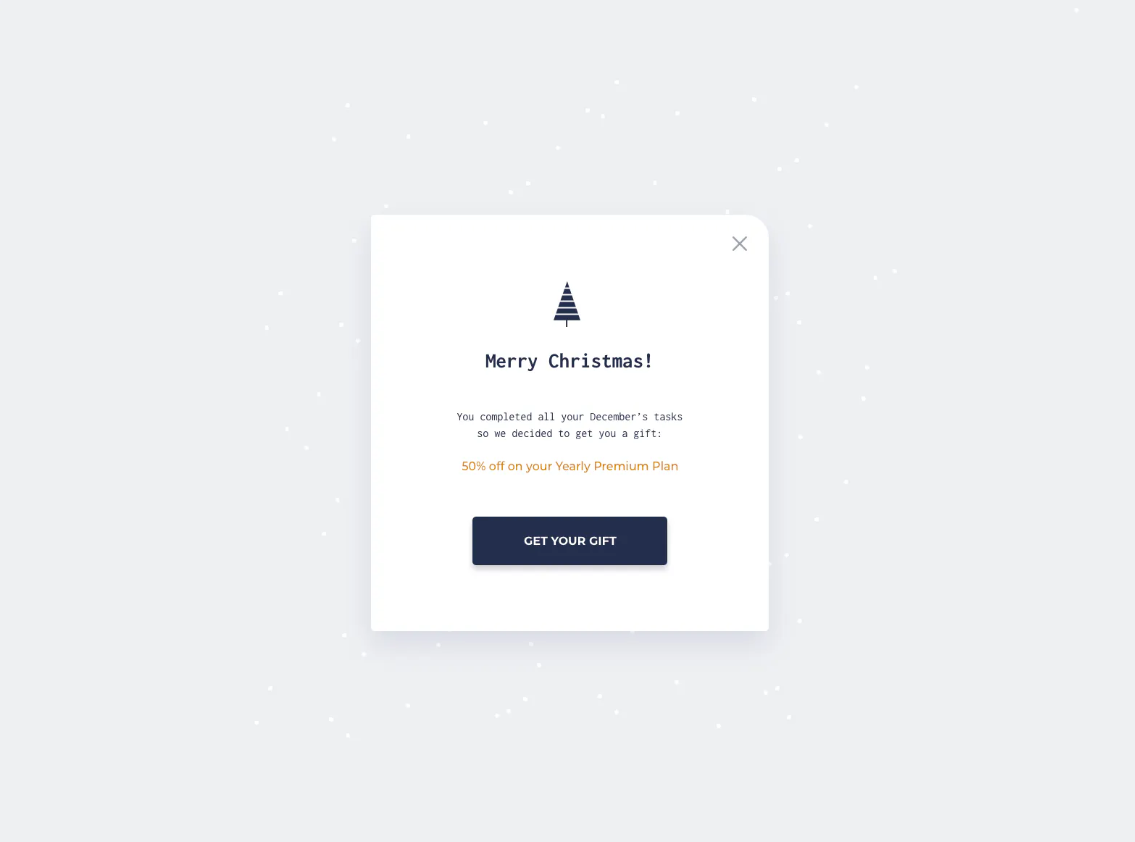 Merry Christmas!
You completed all your December's tasks
so we decided to get you a gift:
50% off on your Yearly Premium Plan
GET YOUR GIFT